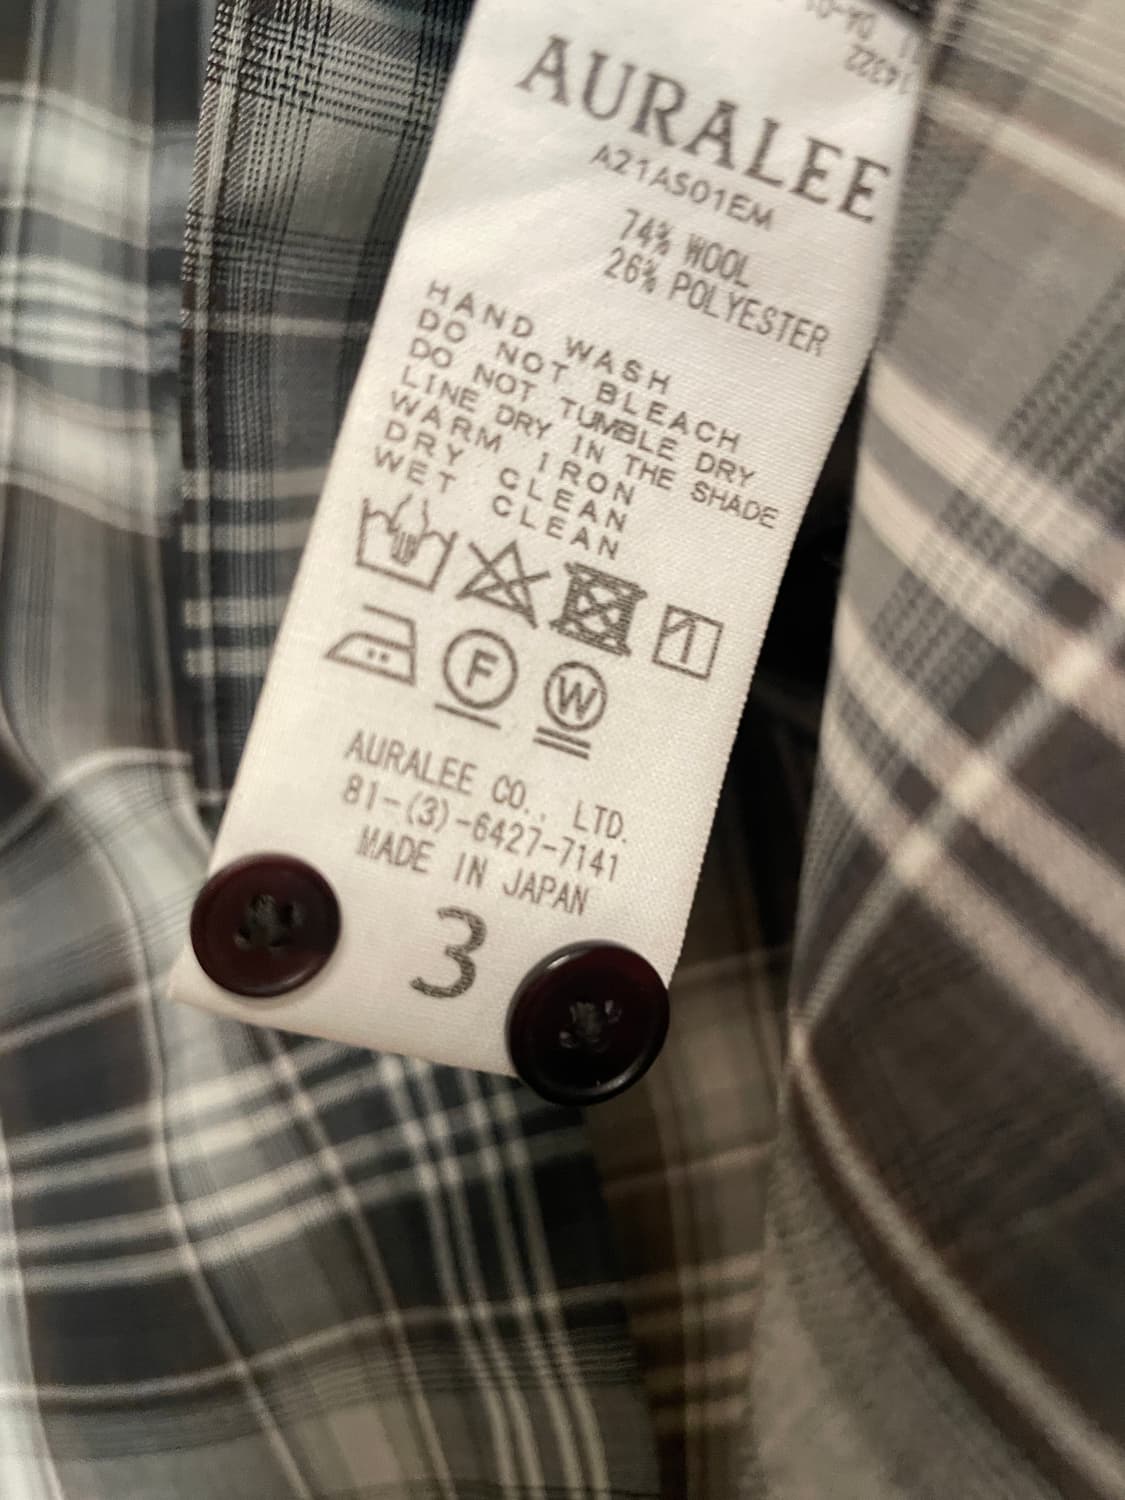 AURALEE
A21AS01EM
74% WOOL
26% POLYESTER
HAND WASH
DO NOT BLEACH
DO NOT TUMBLE DRY
LINE DRY IN THE SHADE
WARM IRON
DRY CLEAN
WET CLEAN
F
W
AURALEE CO., LTD.
81-(3)-6427-7141
MADE IN JAPAN
3